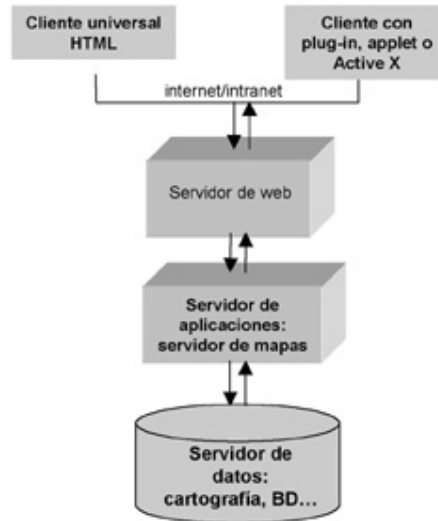 Cliente universal
HTML
Cliente con
plug-in, applet o
Active X
internet/intranet
Servidor de web
Servidor de
aplicaciones:
servidor de mapas
Servidor de
datos:
cartografía, BD...